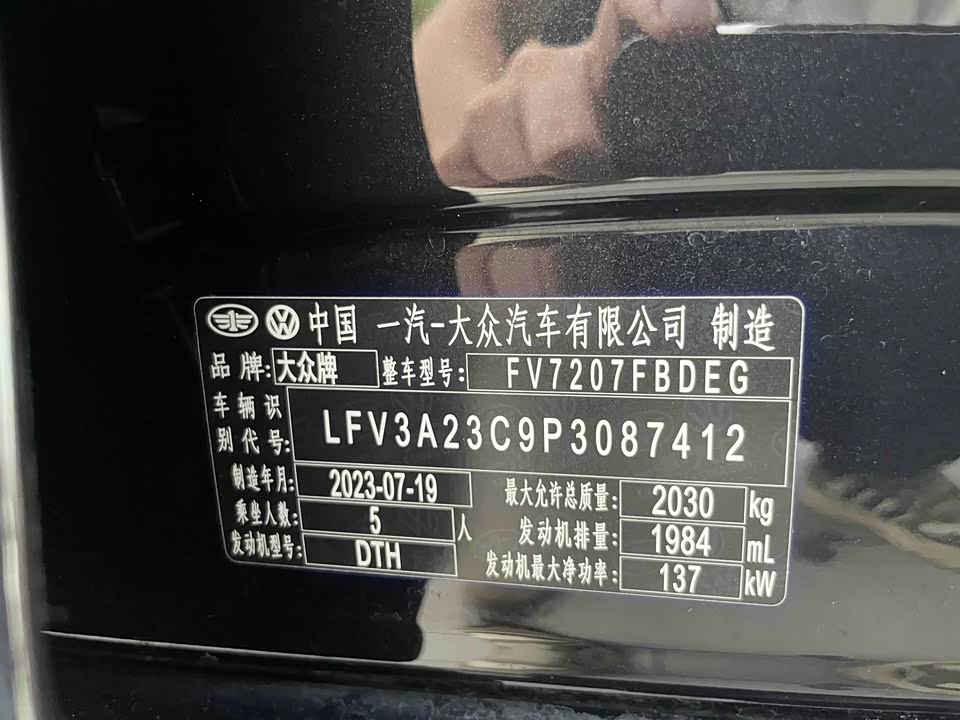 中国 一汽-大众汽车有限公司 制造
品牌: 大众牌 整车型号: FV7207FBDEG
车辆识别代号: LFV3A23C9P3087412
制造年月: 2023-07-19 最大允许总质量: 2030 kg
乘坐人数: 5 人 发动机排量: 1984 mL
发动机型号: DTH 发动机最大净功率: 137 kW